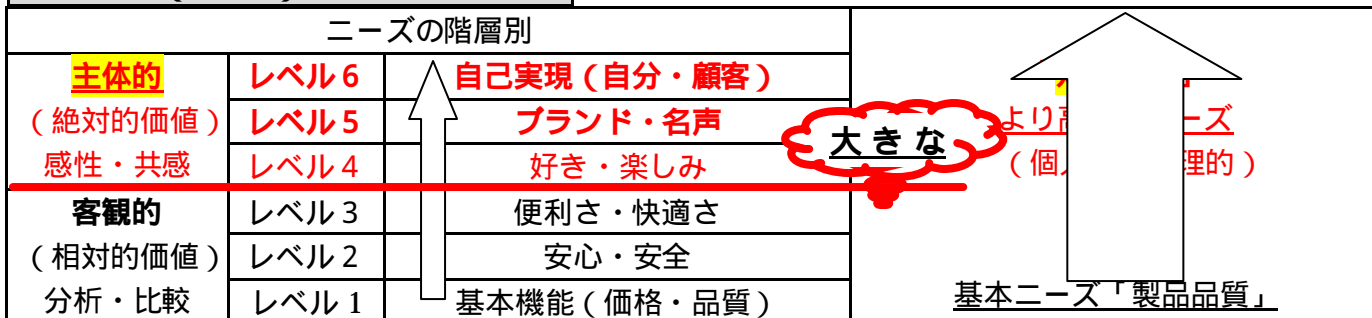 ニーズの階層別
主体的 レベル6 自己実現(自分・顧客)
(絶対的価値) レベル5 ブランド・名声
感性・共感 レベル4 好き・楽しみ
大きな
より ーズ
(個 理的)
客観的 レベル3 便利さ・快適さ
(相対的価値) レベル2 安心・安全
分析・比較 レベル1 基本機能(価格・品質)
基本ニーズ「製品品質」